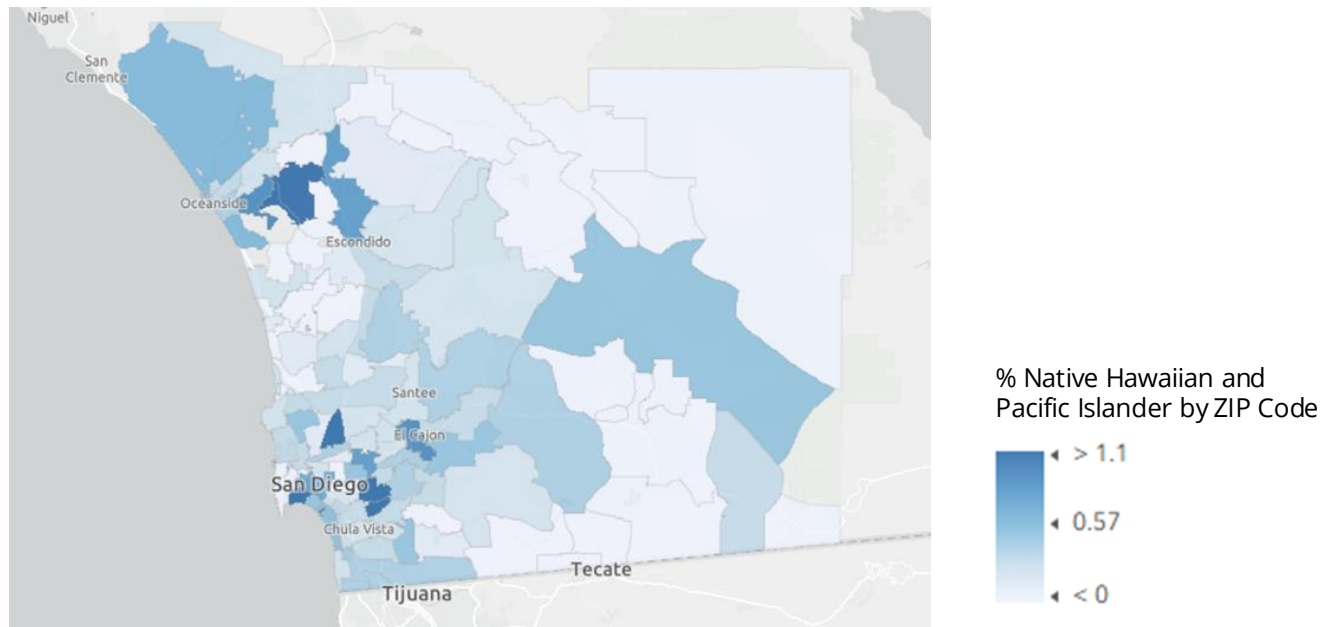 Niguel
San
Clemente
Oceanside
Escondido
Santee
El Cajon
San Diego
Chula Vista
Tecate
Tijuana
% Native Hawaiian and
Pacific Islander by ZIP Code
> 1.1
0.57
< 0